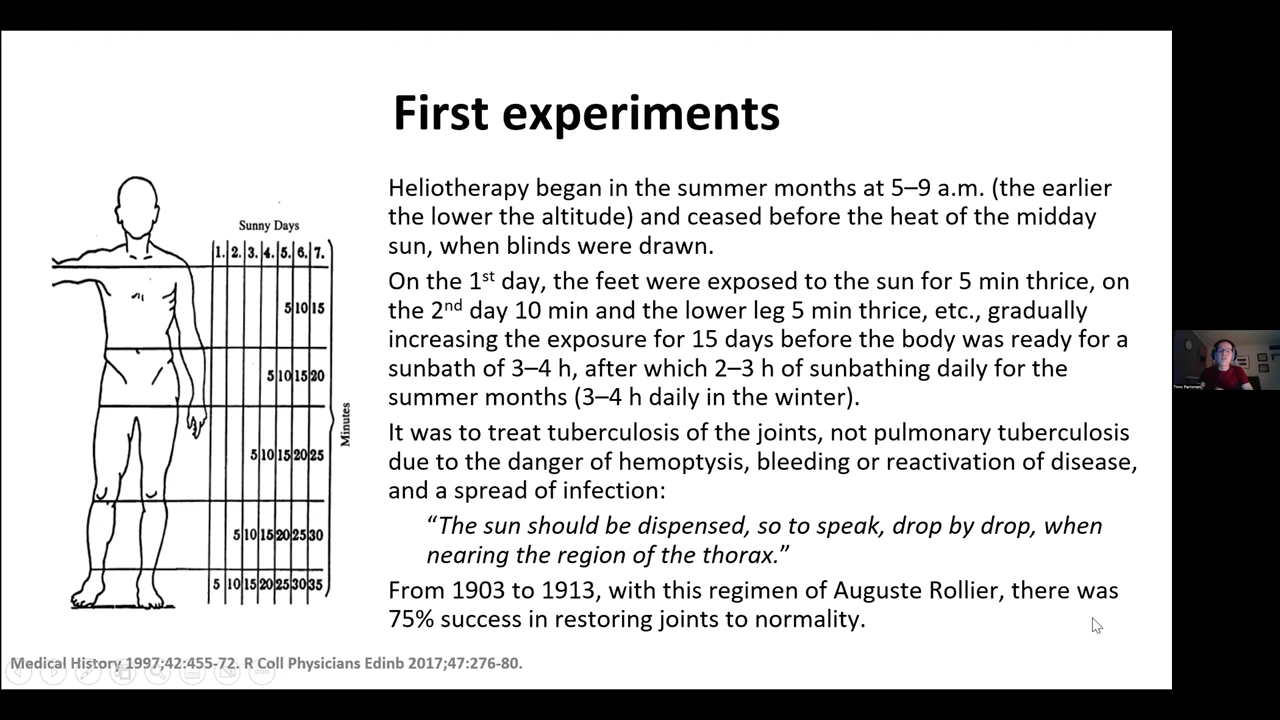 First experiments
Heliotherapy began in the summer months at 5–9 a.m. (the earlier
the lower the altitude) and ceased before the heat of the midday
sun, when blinds were drawn.
On the 1st day, the feet were exposed to the sun for 5 min thrice, on
the 2nd day 10 min and the lower leg 5 min thrice, etc., gradually
increasing the exposure for 15 days before the body was ready for a
sunbath of 3–4 h, after which 2–3 h of sunbathing daily for the
summer months (3–4 h daily in the winter).
It was to treat tuberculosis of the joints, not pulmonary tuberculosis
due to the danger of hemoptysis, bleeding or reactivation of disease,
and a spread of infection:
“The sun should be dispensed, so to speak, drop by drop, when
nearing the region of the thorax.”
From 1903 to 1913, with this regimen of Auguste Rollier, there was
75% success in restoring joints to normality.
Sunny Days
1. 2. 3. 4. 5. 6. 7.
5 10 15
5 10 15 20
5 10 15 20 25
5 10 15 20 25 30
5 10 15 20 25 30 35
Minutes
Medical History 1997;42:455-72. R Coll Physicians Edinb 2017;47:276-80.
Timo Partonen